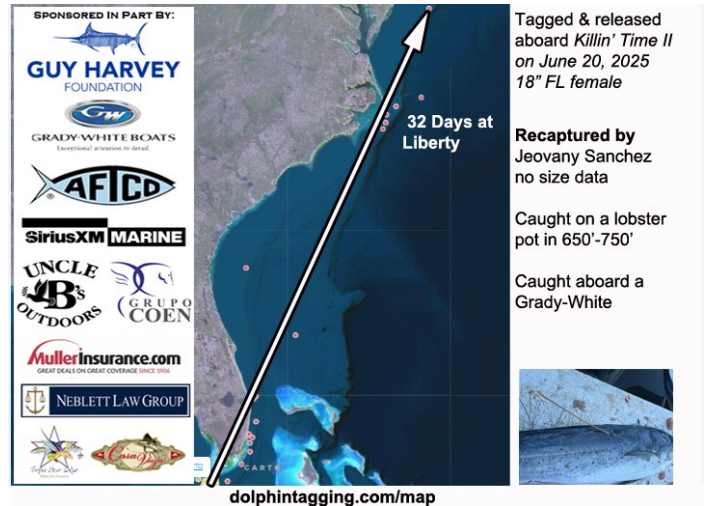 SPONSORED IN PART BY:
GUY HARVEY
FOUNDATION
GW
GRADY-WHITE BOATS
Exceptional attention to detail.
AFTCO
®
SiriusXM MARINE
UNCLE
B's
OUTDOORS
GRUPO
COEN
Mullerinsurance.com
GREAT DEALS ON GREAT COVERAGE SINCE 1906
NEBLETT LAW GROUP
Casa Vieja
32 Days at
Liberty
CARTO
Tagged & released
aboard Killin' Time II
on June 20, 2025
18" FL female
Recaptured by
Jeovany Sanchez
no size data
Caught on a lobster
pot in 650'-750'
Caught aboard a
Grady-White
dolphintagging.com/map